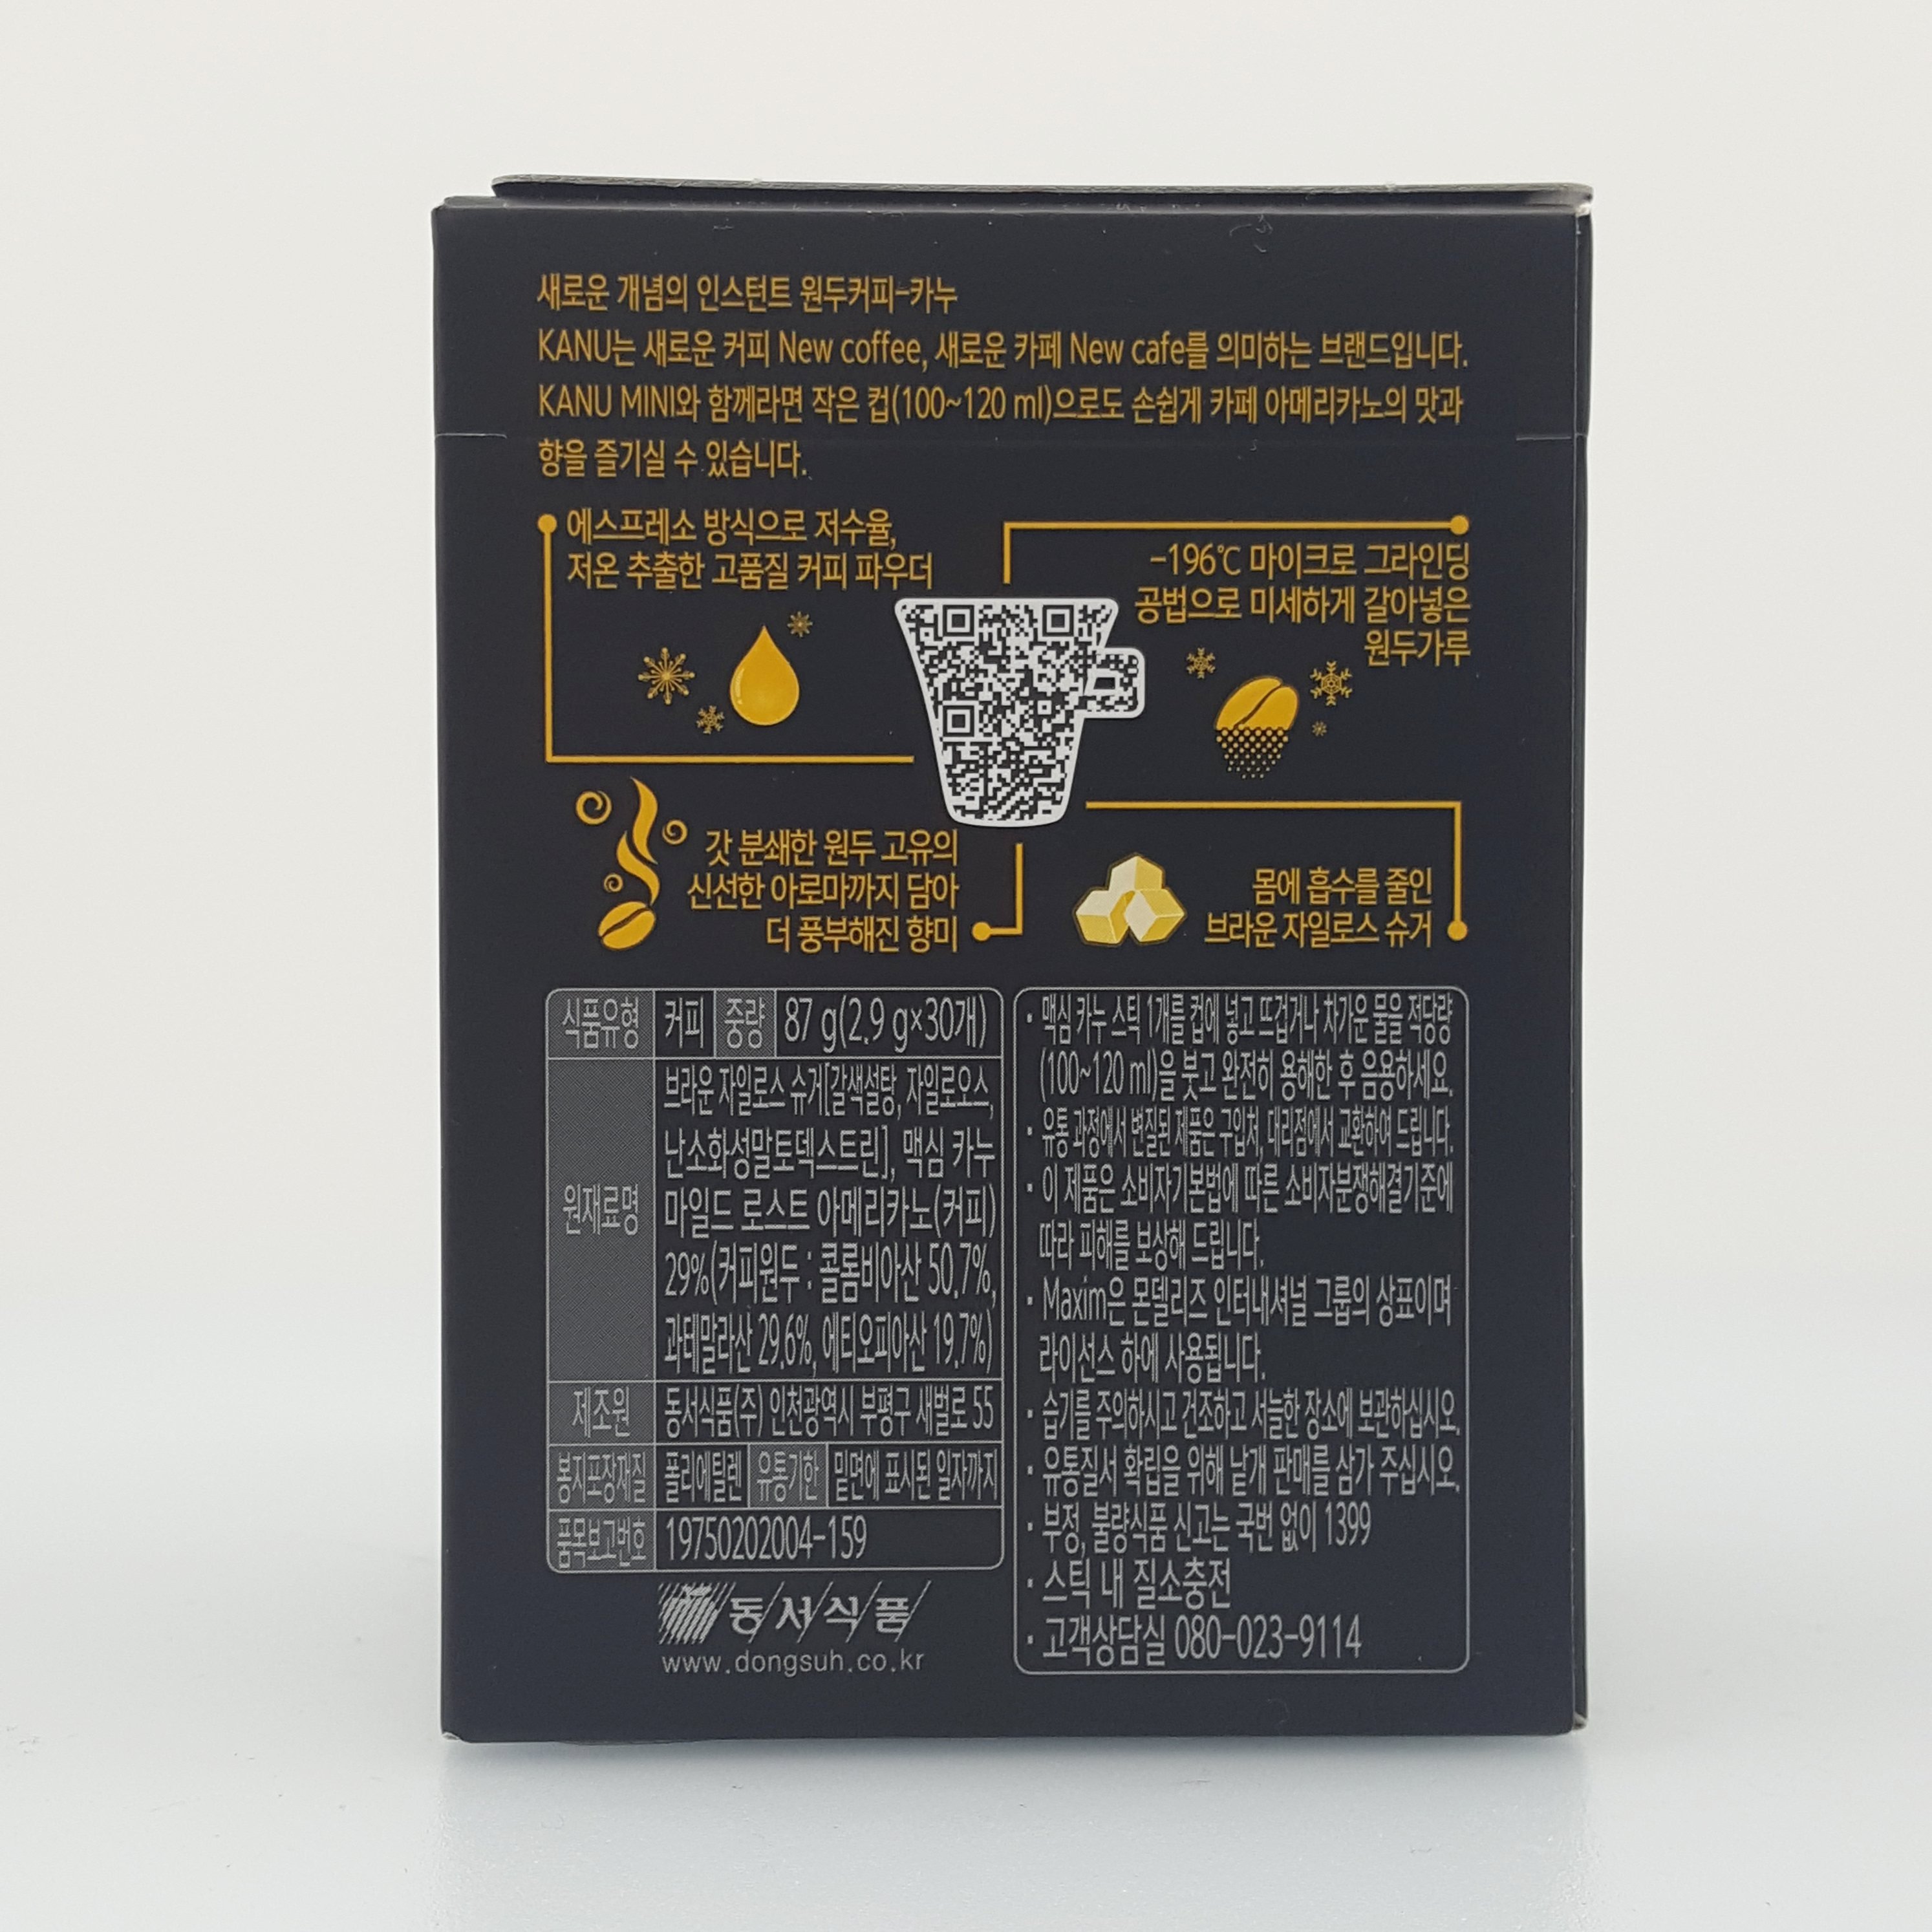 새로운 개념의 인스턴트 원두커피-카누
KANU는 새로운 커피 New coffee, 새로운 카페 New cafe를 의미하는 브랜드입니다.
KANU MINI와 함께라면 작은 컵(100~120 ml)으로도 손쉽게 카페 아메리카노의 맛과
향을 즐기실 수 있습니다.
에스프레소 방식으로 저수율,
저온 추출한 고품질 커피 파우더
-196℃ 마이크로 그라인딩
공법으로 미세하게 갈아넣은
원두가루
갓 분쇄한 원두 고유의
신선한 아로마까지 담아
더 풍부해진 향미
몸에 흡수를 줄인
브라운 자일로스 슈거
식품유형 커피 중량 87 g(2.9 g×30개)
원재료명
브라운 자일로스 슈거[갈색설탕, 자일로오스,
난소화성말토덱스트린], 맥심 카누
마일드 로스트 아메리카노(커피)
29%(커피원두 : 콜롬비아산 50.7%,
과테말라산 29.6%, 에티오피아산 19.7%)
제조원 동서식품(주) 인천광역시 부평구 새벌로 55
봉지포장재질 폴리에틸렌 유통기한 밑면에 표시된 일자까지
품목보고번호 19750202004-159
동서식품
www.dongsuh.co.kr
· 맥심 카누 스틱 1개를 컵에 넣고 뜨겁거나 차가운 물을 적당량
(100~120 ml)을 붓고 완전히 용해한 후 음용하세요.
· 유통 과정에서 변질된 제품은 구입처, 대리점에서 교환하여 드립니다.
· 이 제품은 소비자기본법에 따른 소비자분쟁해결기준에
따라 피해를 보상해 드립니다.
· Maxim은 몬델리즈 인터내셔널 그룹의 상표이며
라이선스 하에 사용됩니다.
· 습기를 주의하시고 건조하고 서늘한 장소에 보관하십시오.
· 유통질서 확립을 위해 낱개 판매를 삼가 주십시오.
· 부정, 불량식품 신고는 국번 없이 1399
· 스틱 내 질소충전
· 고객상담실 080-023-9114